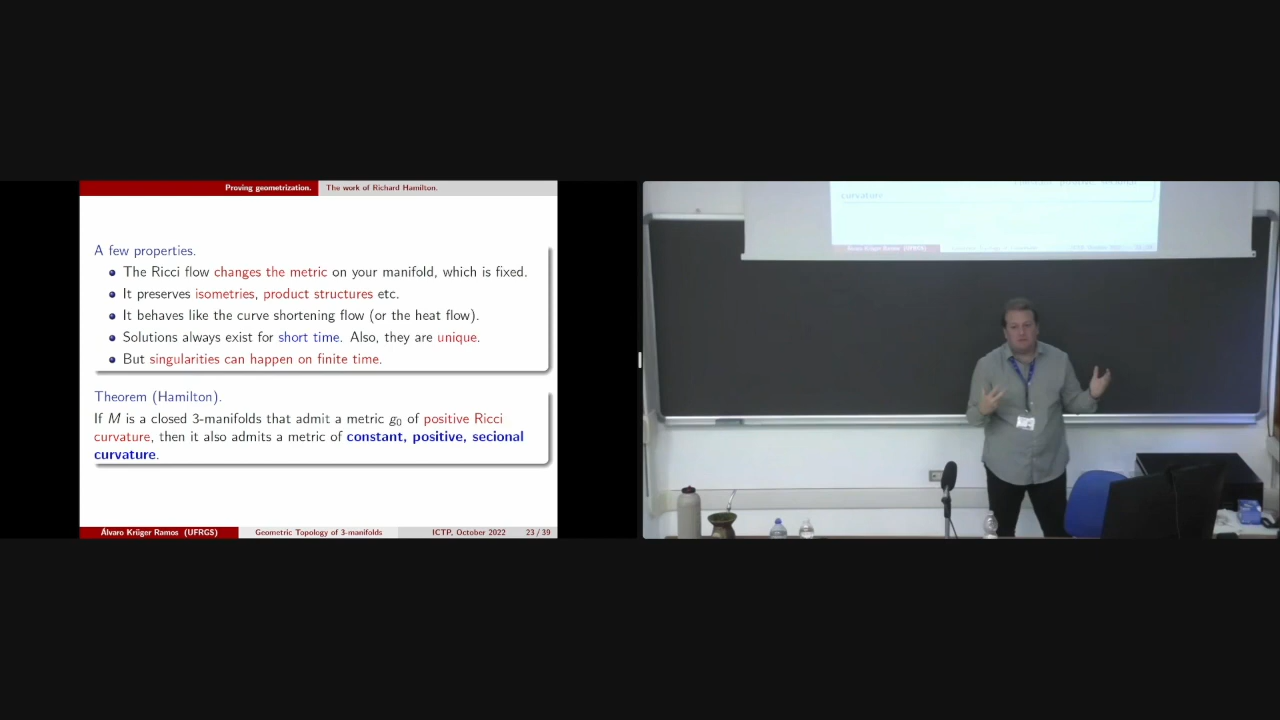 Proving geometrization. The work of Richard Hamilton.
A few properties.
The Ricci flow changes the metric on your manifold, which is fixed.
It preserves isometries, product structures etc.
It behaves like the curve shortening flow (or the heat flow).
Solutions always exist for short time. Also, they are unique.
But singularities can happen on finite time.
Theorem (Hamilton).
If M is a closed 3-manifolds that admit a metric g₀ of positive Ricci
curvature, then it also admits a metric of constant, positive, secional
curvature.
Álvaro Krüger Ramos (UFRGS) Geometric Topology of 3-manifolds ICTP, October 2022 23 / 39
curvature